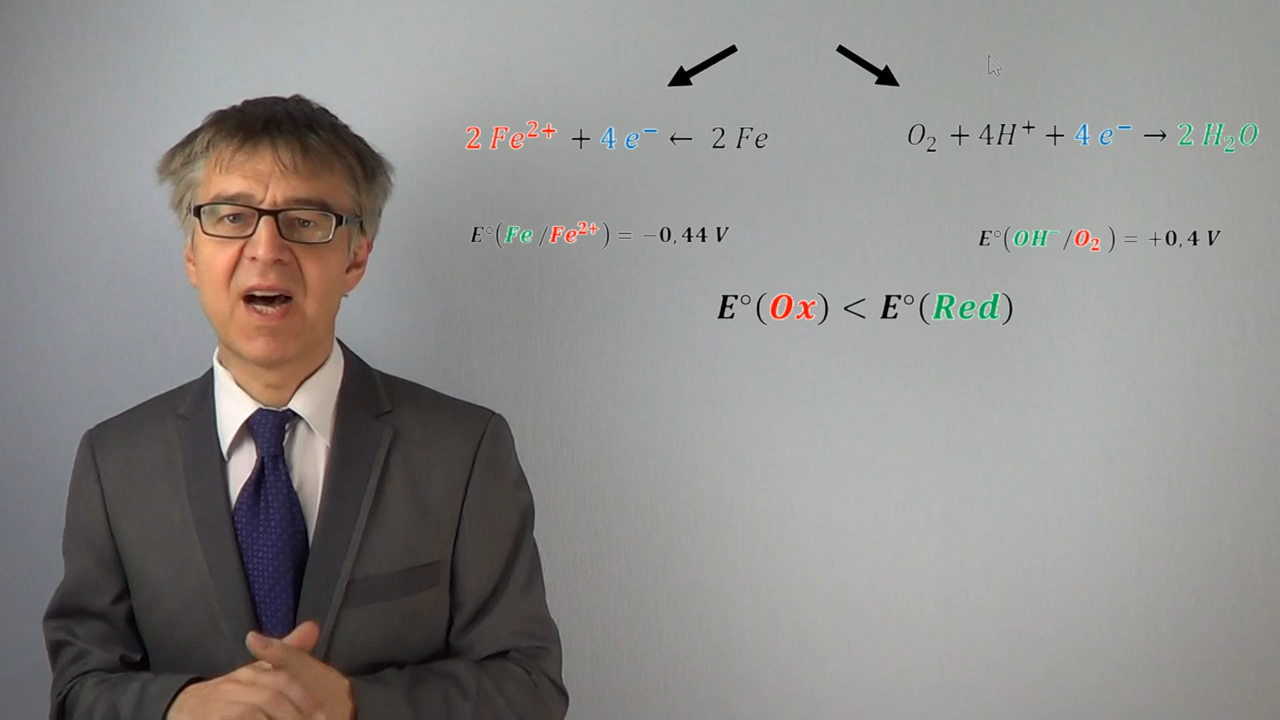 2 Fe²⁺ + 4 e⁻ ← 2 Fe
O₂ + 4H⁺ + 4 e⁻ → 2 H₂O
E°(Fe /Fe²⁺) = −0,44 V
E°(OH⁻/O₂ ) = +0,4 V
E°(Ox) < E°(Red)